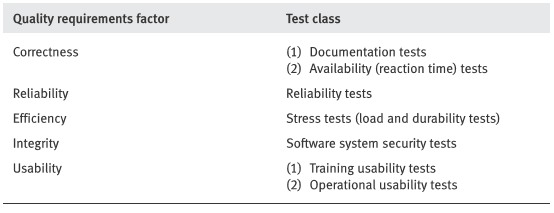 Quality requirements factor Test class
Correctness (1) Documentation tests
(2) Availability (reaction time) tests
Reliability Reliability tests
Efficiency Stress tests (load and durability tests)
Integrity Software system security tests
Usability (1) Training usability tests
(2) Operational usability tests